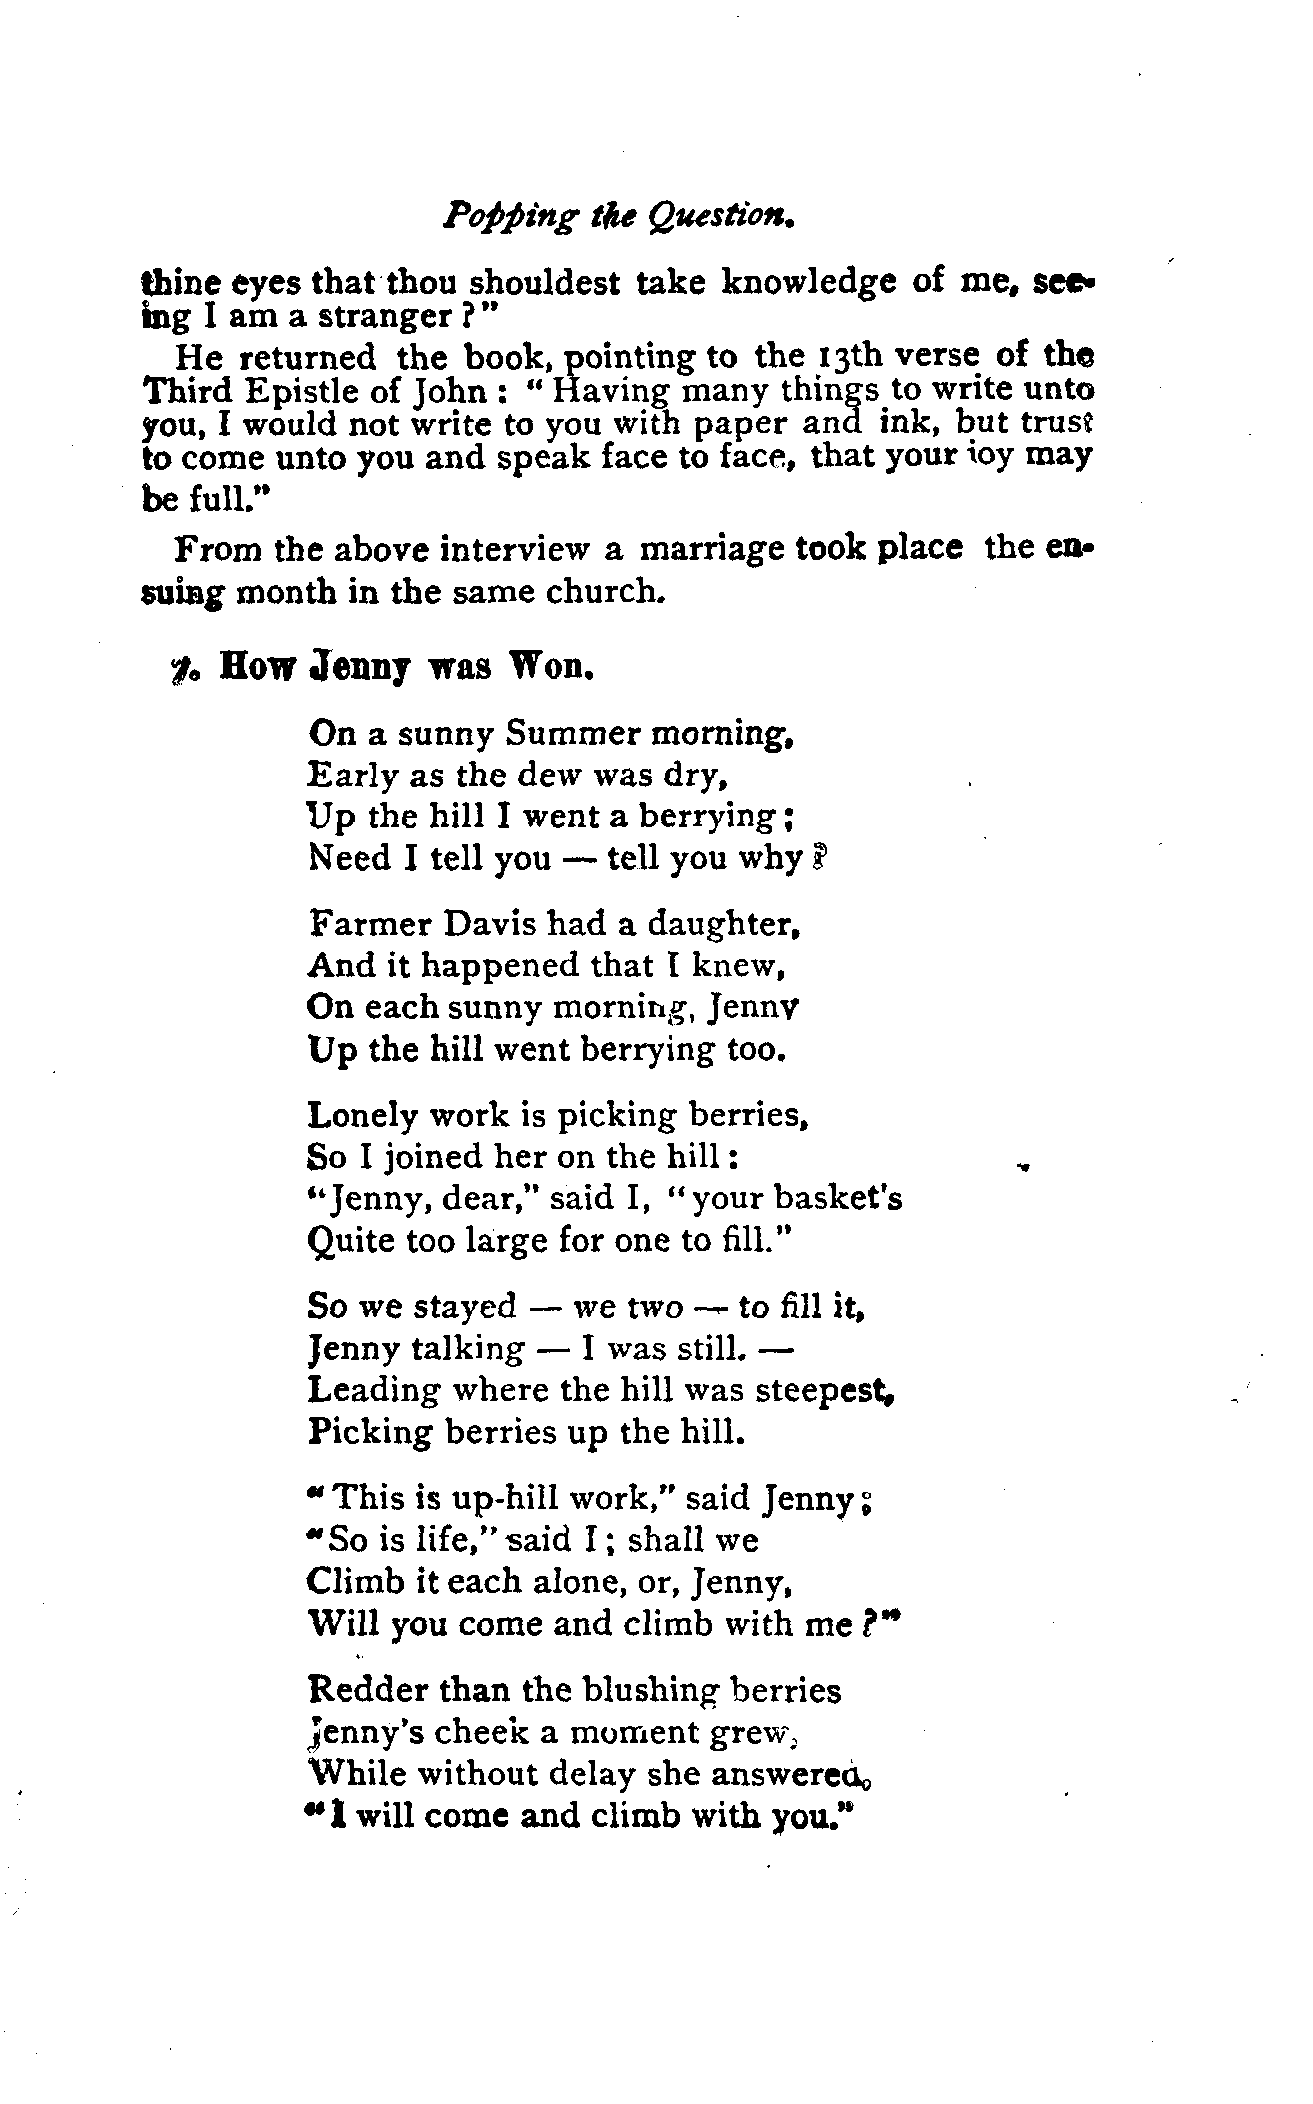 Popping the Question.
thine eyes that thou shouldest take knowledge of me, see-
ing I am a stranger?"
He returned the book, pointing to the 13th verse of the
Third Epistle of John: "Having many things to write unto
you, I would not write to you with paper and ink, but trust
to come unto you and speak face to face, that your joy may
be full."
From the above interview a marriage took place the en-
suing month in the same church.
7. How Jenny was Won.
On a sunny Summer morning,
Early as the dew was dry,
Up the hill I went a berrying;
Need I tell you — tell you why?
Farmer Davis had a daughter,
And it happened that I knew,
On each sunny morning, Jenny
Up the hill went berrying too.
Lonely work is picking berries,
So I joined her on the hill:
"Jenny, dear," said I, "your basket's
Quite too large for one to fill."
So we stayed — we two — to fill it,
Jenny talking — I was still. —
Leading where the hill was steepest,
Picking berries up the hill.
"This is up-hill work," said Jenny;
"So is life," said I; shall we
Climb it each alone, or, Jenny,
Will you come and climb with me?"
Redder than the blushing berries
Jenny's cheek a moment grew,
While without delay she answered,
"I will come and climb with you."